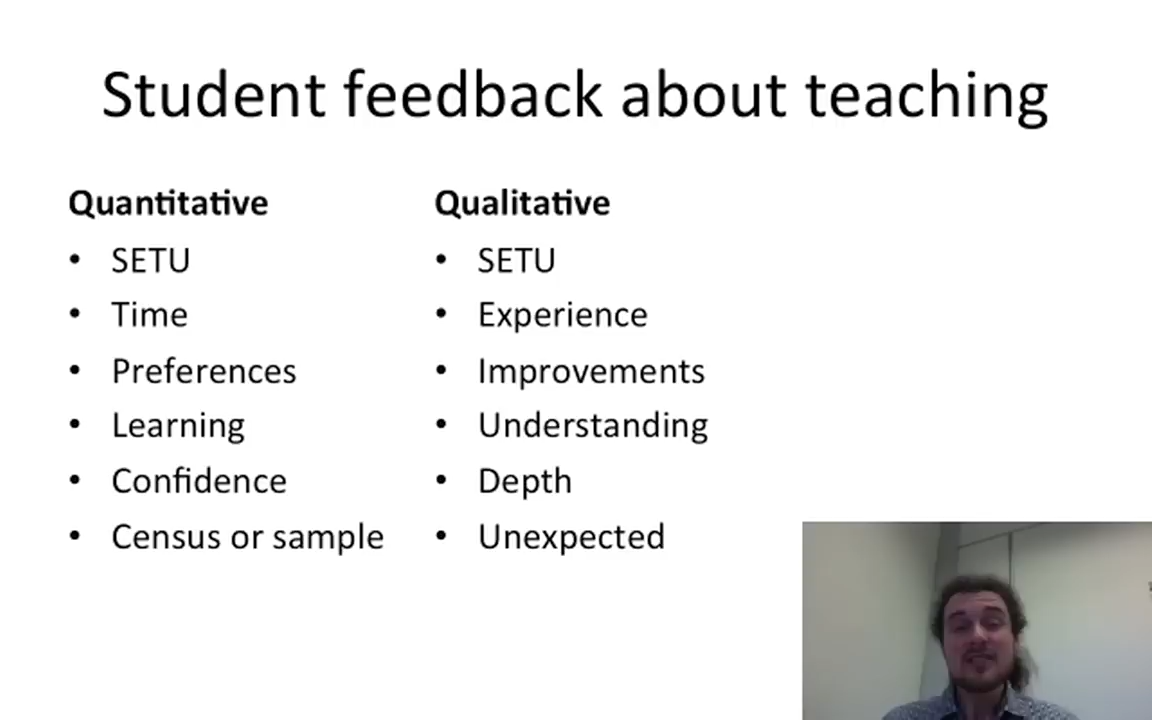 Student feedback about teaching
Quantitative
• SETU
• Time
• Preferences
• Learning
• Confidence
• Census or sample
Qualitative
• SETU
• Experience
• Improvements
• Understanding
• Depth
• Unexpected